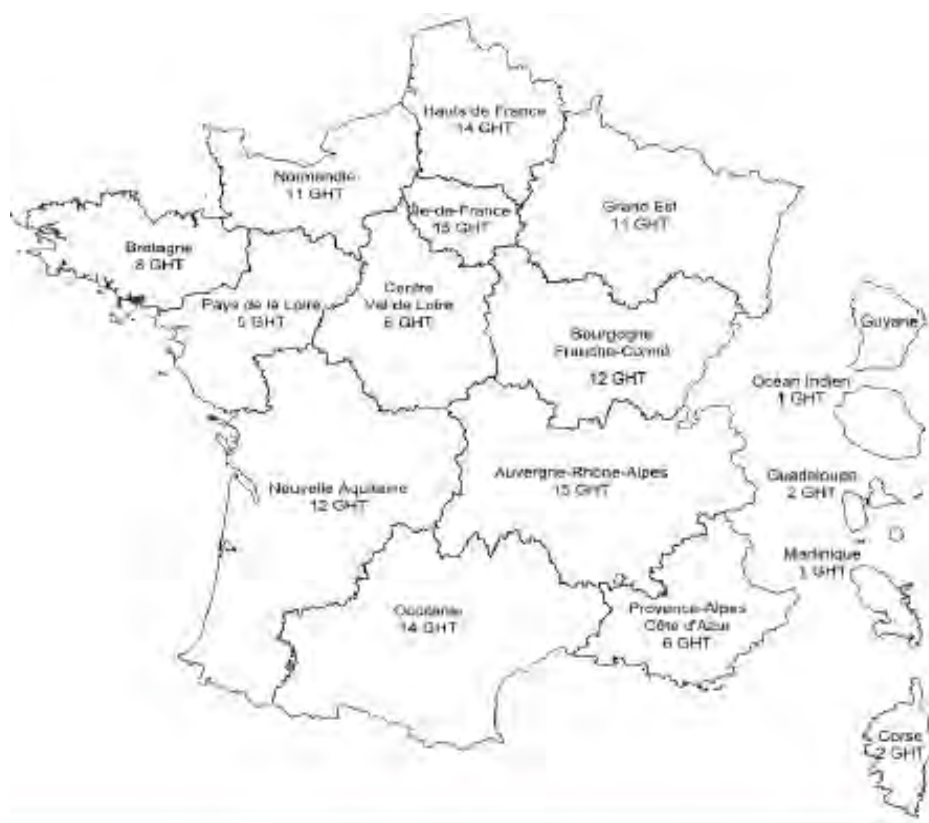 Hauts de France
14 GHT
Normandie
11 GHT
Île-de-France
15 GHT
Grand Est
11 GHT
Bretagne
8 GHT
Pays de la Loire
5 GHT
Centre
Val de Loire
6 GHT
Bourgogne
Franche-Comté
12 GHT
Guyane
Océan Indien
1 GHT
Auvergne-Rhône-Alpes
15 GHT
Guadeloupe
2 GHT
Nouvelle Aquitaine
12 GHT
Martinique
1 GHT
Occitanie
14 GHT
Provence-Alpes
Côte d'Azur
6 GHT
Corse
2 GHT